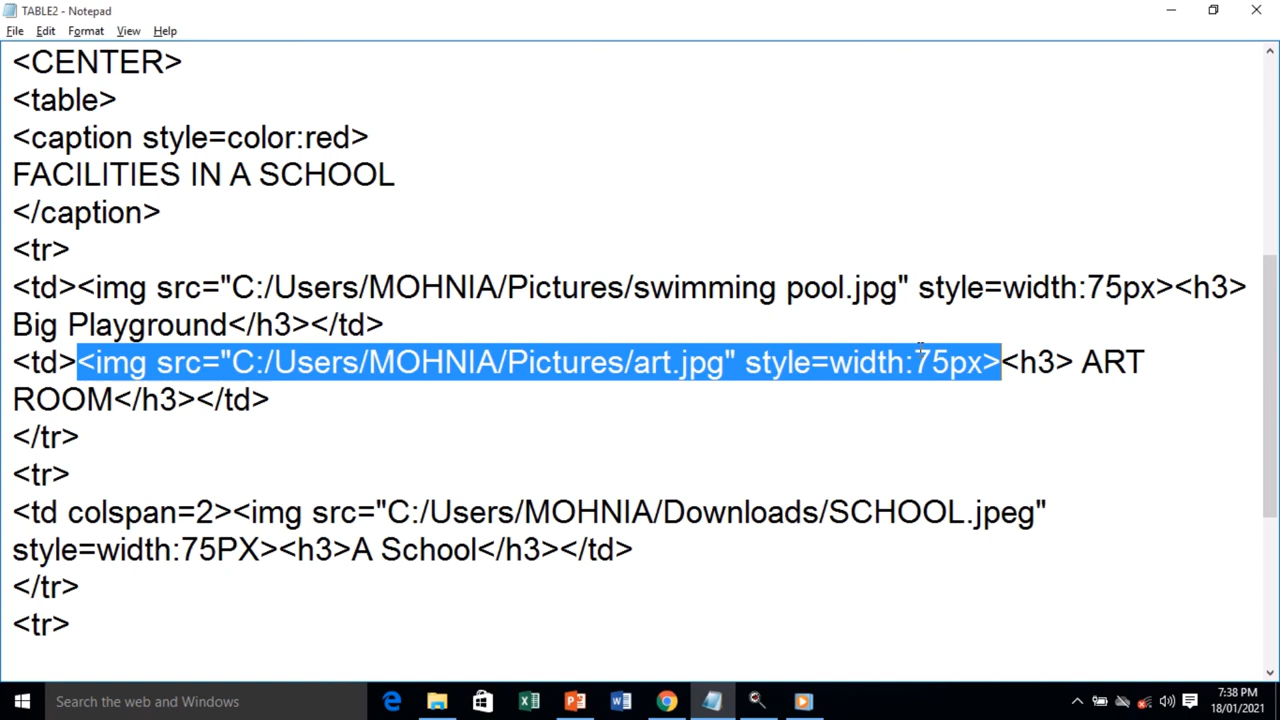 TABLE2 - Notepad
File Edit Format View Help
<CENTER>
<table>
<caption style=color:red>
FACILITIES IN A SCHOOL
</caption>
<tr>
<td><img src="C:/Users/MOHNIA/Pictures/swimming pool.jpg" style=width:75px><h3>
Big Playground</h3></td>
<td><img src="C:/Users/MOHNIA/Pictures/art.jpg" style=width:75px><h3> ART
ROOM</h3></td>
</tr>
<tr>
<td colspan=2><img src="C:/Users/MOHNIA/Downloads/SCHOOL.jpeg"
style=width:75PX><h3>A School</h3></td>
</tr>
<tr>
Search the web and Windows
7:38 PM
18/01/2021